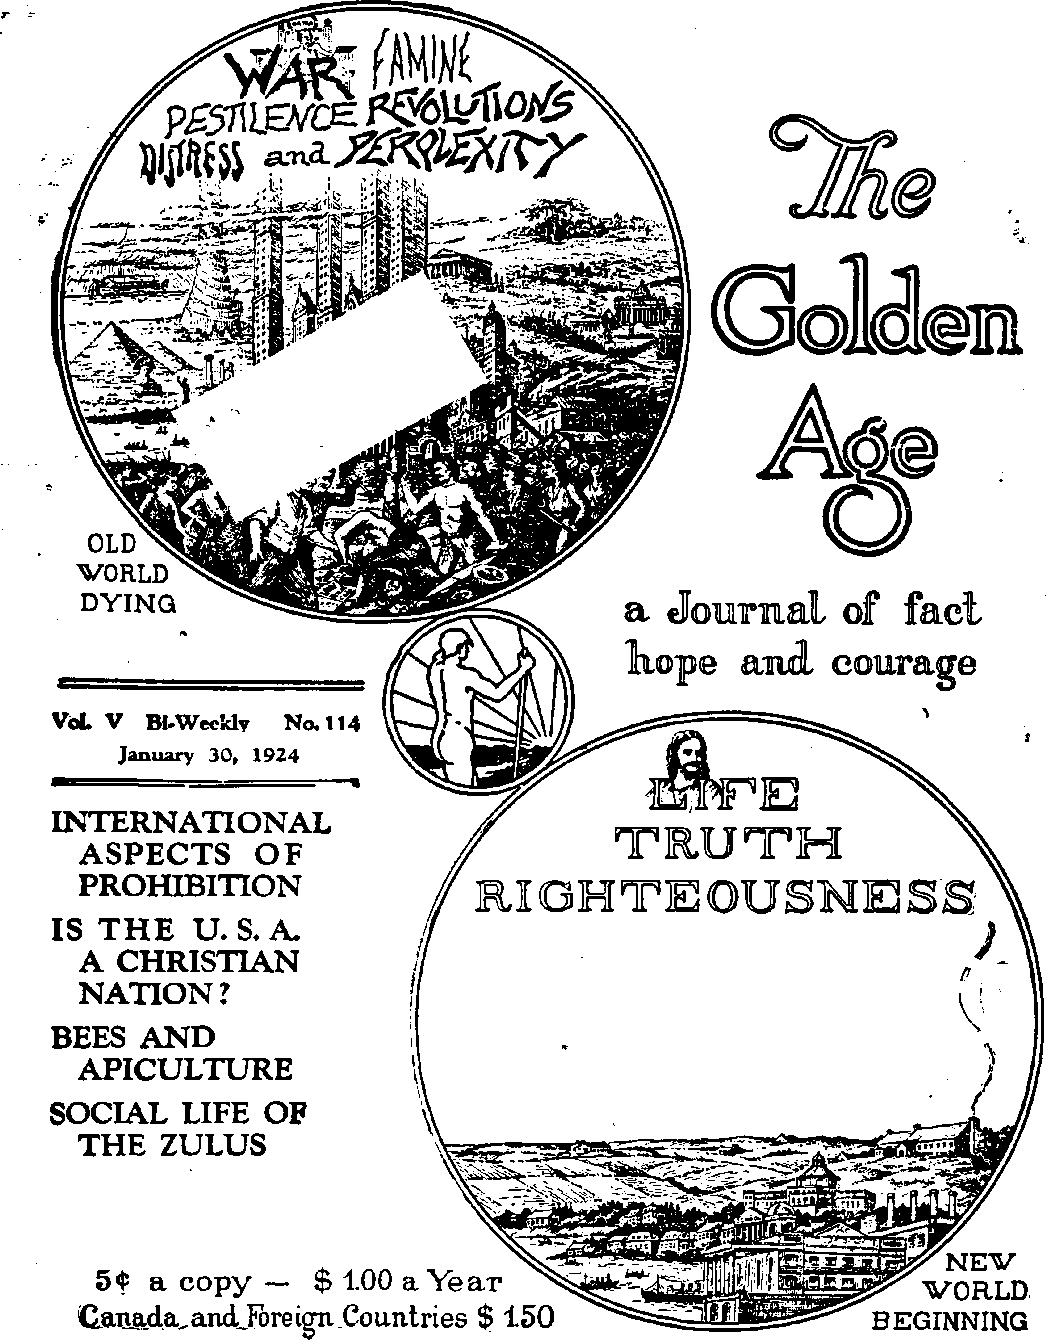 WAR FAMINE
PESTILENCE REVOLUTIONS
DISTRESS and PERPLEXITY
The
Golden
Age
OLD
WORLD
DYING
a Journal of fact
hope and courage
Vol. V Bi-Weekly No. 114
January 30, 1924
INTERNATIONAL
ASPECTS OF
PROHIBITION
IS THE U. S. A.
A CHRISTIAN
NATION?
BEES AND
APICULTURE
SOCIAL LIFE OF
THE ZULUS
LIFE
TRUTH
RIGHTEOUSNESS
NEW
WORLD
BEGINNING
5¢ a copy — $ 1.00 a Year
Canada and Foreign Countries $ 1.50